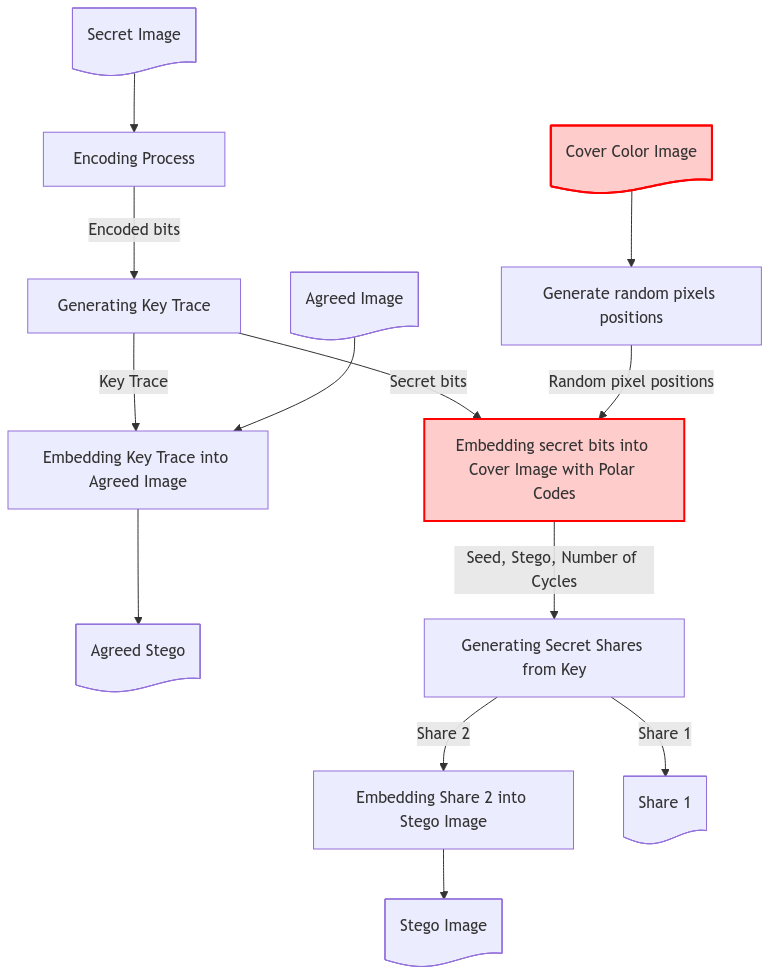 Secret Image
Cover Color Image
Encoding Process
Encoded bits
Generating Key Trace
Agreed Image
Generate random pixels
positions
Key Trace
Secret bits
Random pixel positions
Embedding Key Trace into
Agreed Image
Embedding secret bits into
Cover Image with Polar
Codes
Seed, Stego, Number of
Cycles
Agreed Stego
Generating Secret Shares
from Key
Share 2
Share 1
Embedding Share 2 into
Stego Image
Share 1
Stego Image